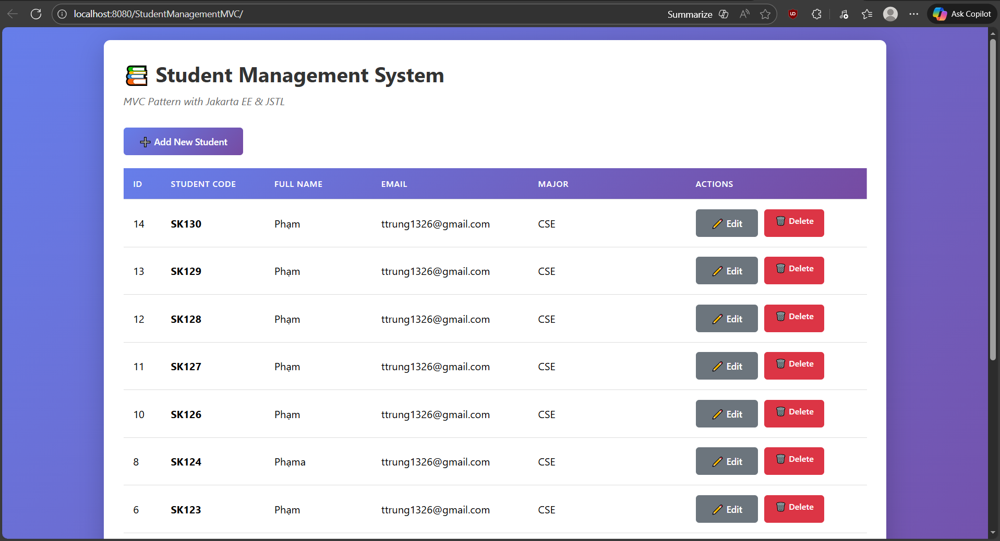 localhost:8080/StudentManagementMVC/ Summarize Ask Copilot
Student Management System
MVC Pattern with Jakarta EE & JSTL
Add New Student
ID STUDENT CODE FULL NAME EMAIL MAJOR ACTIONS
14 SK130 Phạm ttrung1326@gmail.com CSE Edit Delete
13 SK129 Phạm ttrung1326@gmail.com CSE Edit Delete
12 SK128 Phạm ttrung1326@gmail.com CSE Edit Delete
11 SK127 Phạm ttrung1326@gmail.com CSE Edit Delete
10 SK126 Phạm ttrung1326@gmail.com CSE Edit Delete
8 SK124 Phạma ttrung1326@gmail.com CSE Edit Delete
6 SK123 Phạm ttrung1326@gmail.com CSE Edit Delete